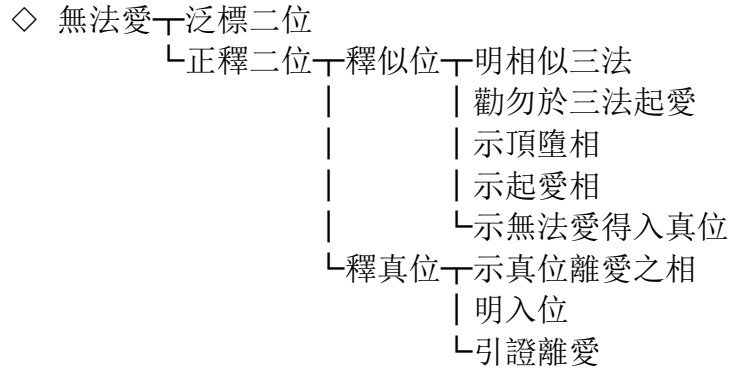 ◇ 無法愛┬泛標二位
└正釋二位┬釋似位┬明相似三法
│ │勸勿於三法起愛
│ │示頂墮相
│ │示起愛相
│ └示無法愛得入真位
└釋真位┬示真位離愛之相
│明入位
└引證離愛